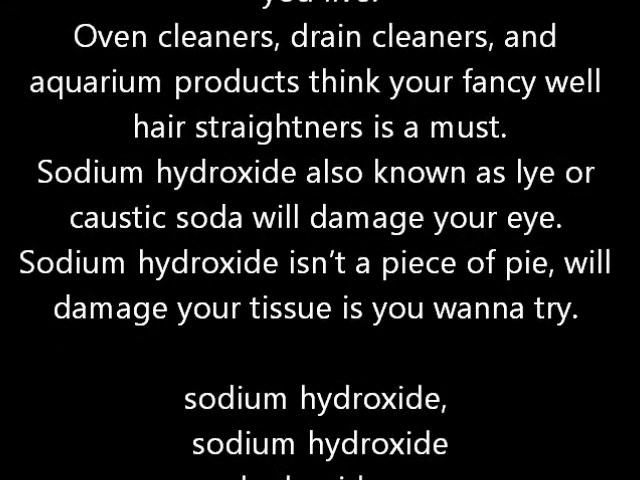 you live.
Oven cleaners, drain cleaners, and
aquarium products think your fancy well
hair straightners is a must.
Sodium hydroxide also known as lye or
caustic soda will damage your eye.
Sodium hydroxide isn't a piece of pie, will
damage your tissue is you wanna try.
sodium hydroxide,
sodium hydroxide